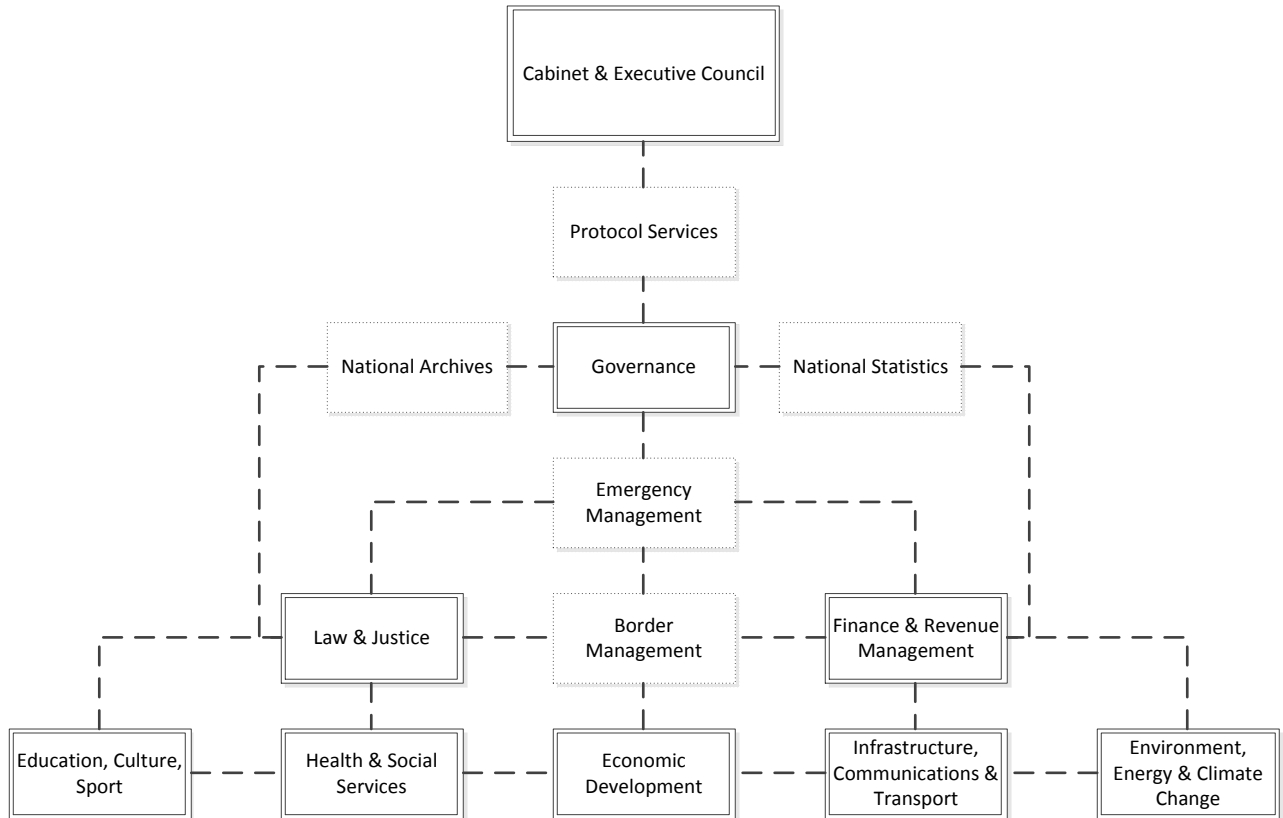 Cabinet & Executive Council
Protocol Services
National Archives
Governance
National Statistics
Emergency
Management
Law & Justice
Border
Management
Finance & Revenue
Management
Education, Culture,
Sport
Health & Social
Services
Economic
Development
Infrastructure,
Communications &
Transport
Environment,
Energy & Climate
Change